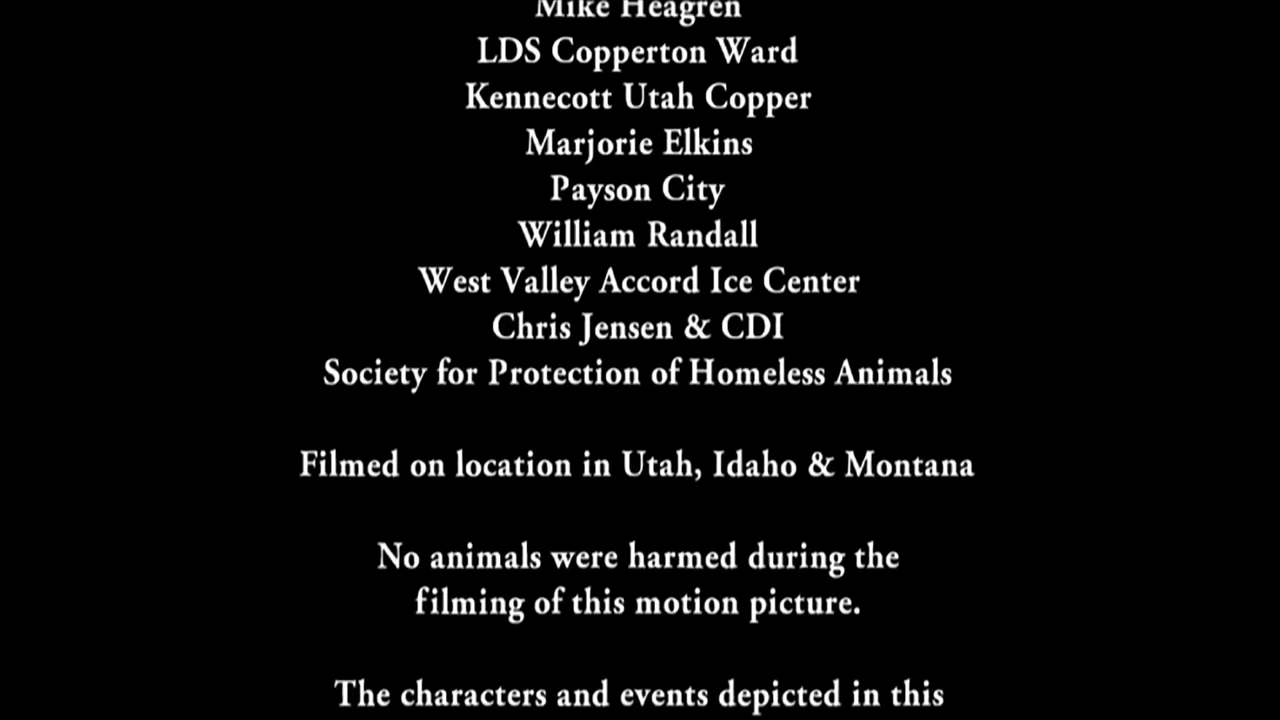 Mike Heagren
LDS Copperton Ward
Kennecott Utah Copper
Marjorie Elkins
Payson City
William Randall
West Valley Accord Ice Center
Chris Jensen & CDI
Society for Protection of Homeless Animals
Filmed on location in Utah, Idaho & Montana
No animals were harmed during the
filming of this motion picture.
The characters and events depicted in this